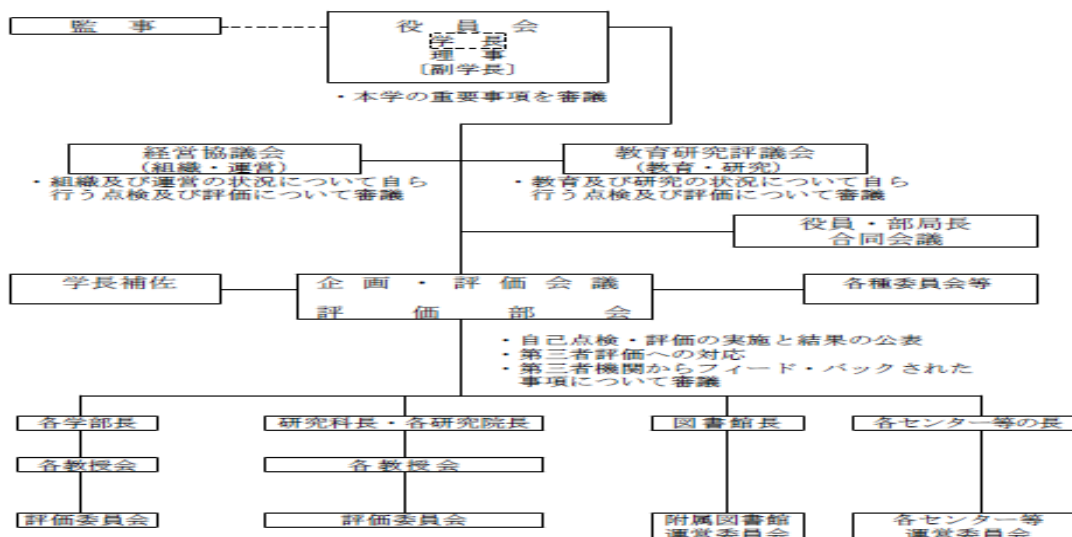 監事
役員会
学長
理事
[副学長]
・本学の重要事項を審議
経営協議会
(組織・運営)
・組織及び運営の状況について自ら
行う点検及び評価について審議
教育研究評議会
(教育・研究)
・教育及び研究の状況について自ら
行う点検及び評価について審議
役員・部局長
合同会議
学長補佐
企画・評価会議
評価部会
各種委員会等
・自己点検・評価の実施と結果の公表
・第三者評価への対応
・第三者機関からフィード・バックされた
事項について審議
各学部長
研究科長・各研究院長
図書館長
各センター等の長
各教授会
各教授会
評価委員会
評価委員会
附属図書館
運営委員会
各センター等
運営委員会